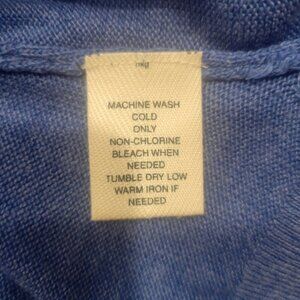 MACHINE WASH
COLD
ONLY
NON-CHLORINE
BLEACH WHEN
NEEDED
TUMBLE DRY LOW
WARM IRON IF
NEEDED